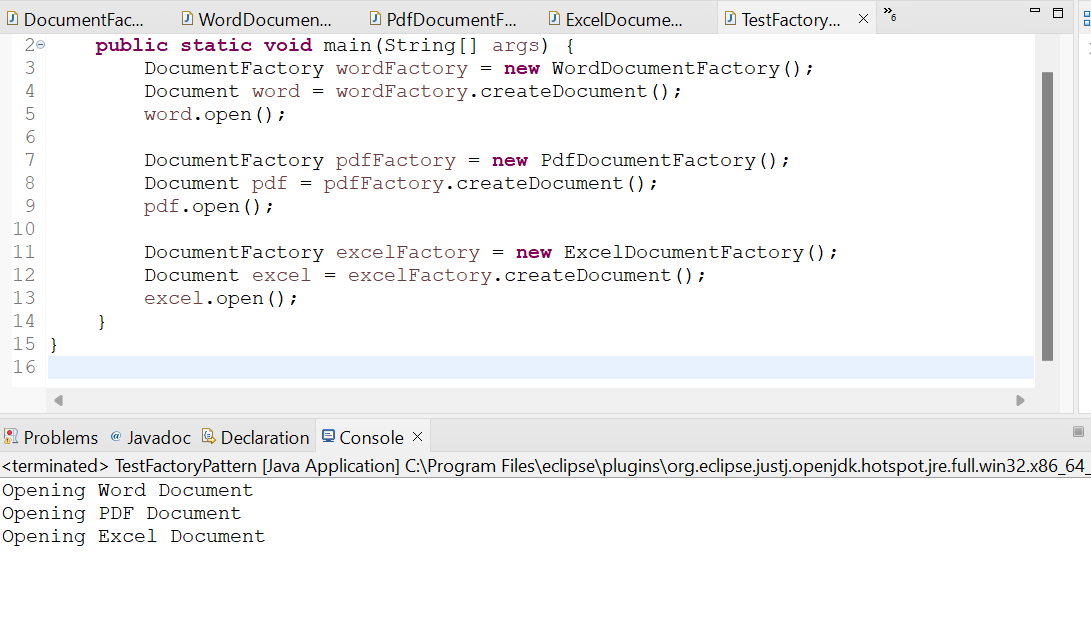 DocumentFac... WordDocumen... PdfDocumentF... ExcelDocume... TestFactory... »6
2 public static void main(String[] args) {
3 DocumentFactory wordFactory = new WordDocumentFactory();
4 Document word = wordFactory.createDocument();
5 word.open();
6
7 DocumentFactory pdfFactory = new PdfDocumentFactory();
8 Document pdf = pdfFactory.createDocument();
9 pdf.open();
10
11 DocumentFactory excelFactory = new ExcelDocumentFactory();
12 Document excel = excelFactory.createDocument();
13 excel.open();
14 }
15 }
16
Problems @ Javadoc Declaration Console
<terminated> TestFactoryPattern [Java Application] C:\Program Files\eclipse\plugins\org.eclipse.justj.openjdk.hotspot.jre.full.win32.x86_64_
Opening Word Document
Opening PDF Document
Opening Excel Document